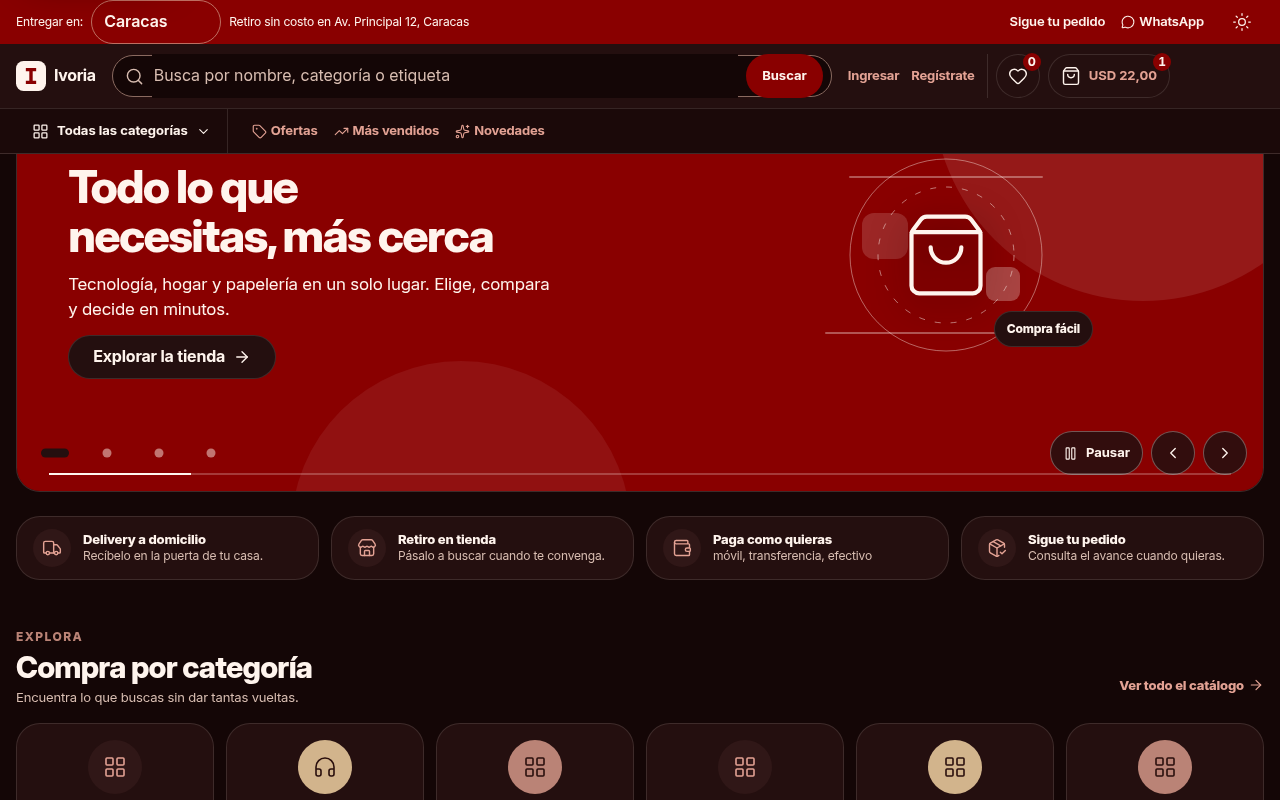 Entregar en: Caracas Retiro sin costo en Av. Principal 12, Caracas Sigue tu pedido WhatsApp
I Ivoria Busca por nombre, categoría o etiqueta Buscar Ingresar Regístrate 0 USD 22,00 1
Todas las categorías Ofertas Más vendidos Novedades
Todo lo que
necesitas, más cerca
Tecnología, hogar y papelería en un solo lugar. Elige, compara
y decide en minutos.
Explorar la tienda
Compra fácil
Pausar
Delivery a domicilio
Recíbelo en la puerta de tu casa.
Retiro en tienda
Pásalo a buscar cuando te convenga.
Paga como quieras
móvil, transferencia, efectivo
Sigue tu pedido
Consulta el avance cuando quieras.
EXPLORA
Compra por categoría
Encuentra lo que buscas sin dar tantas vueltas.
Ver todo el catálogo